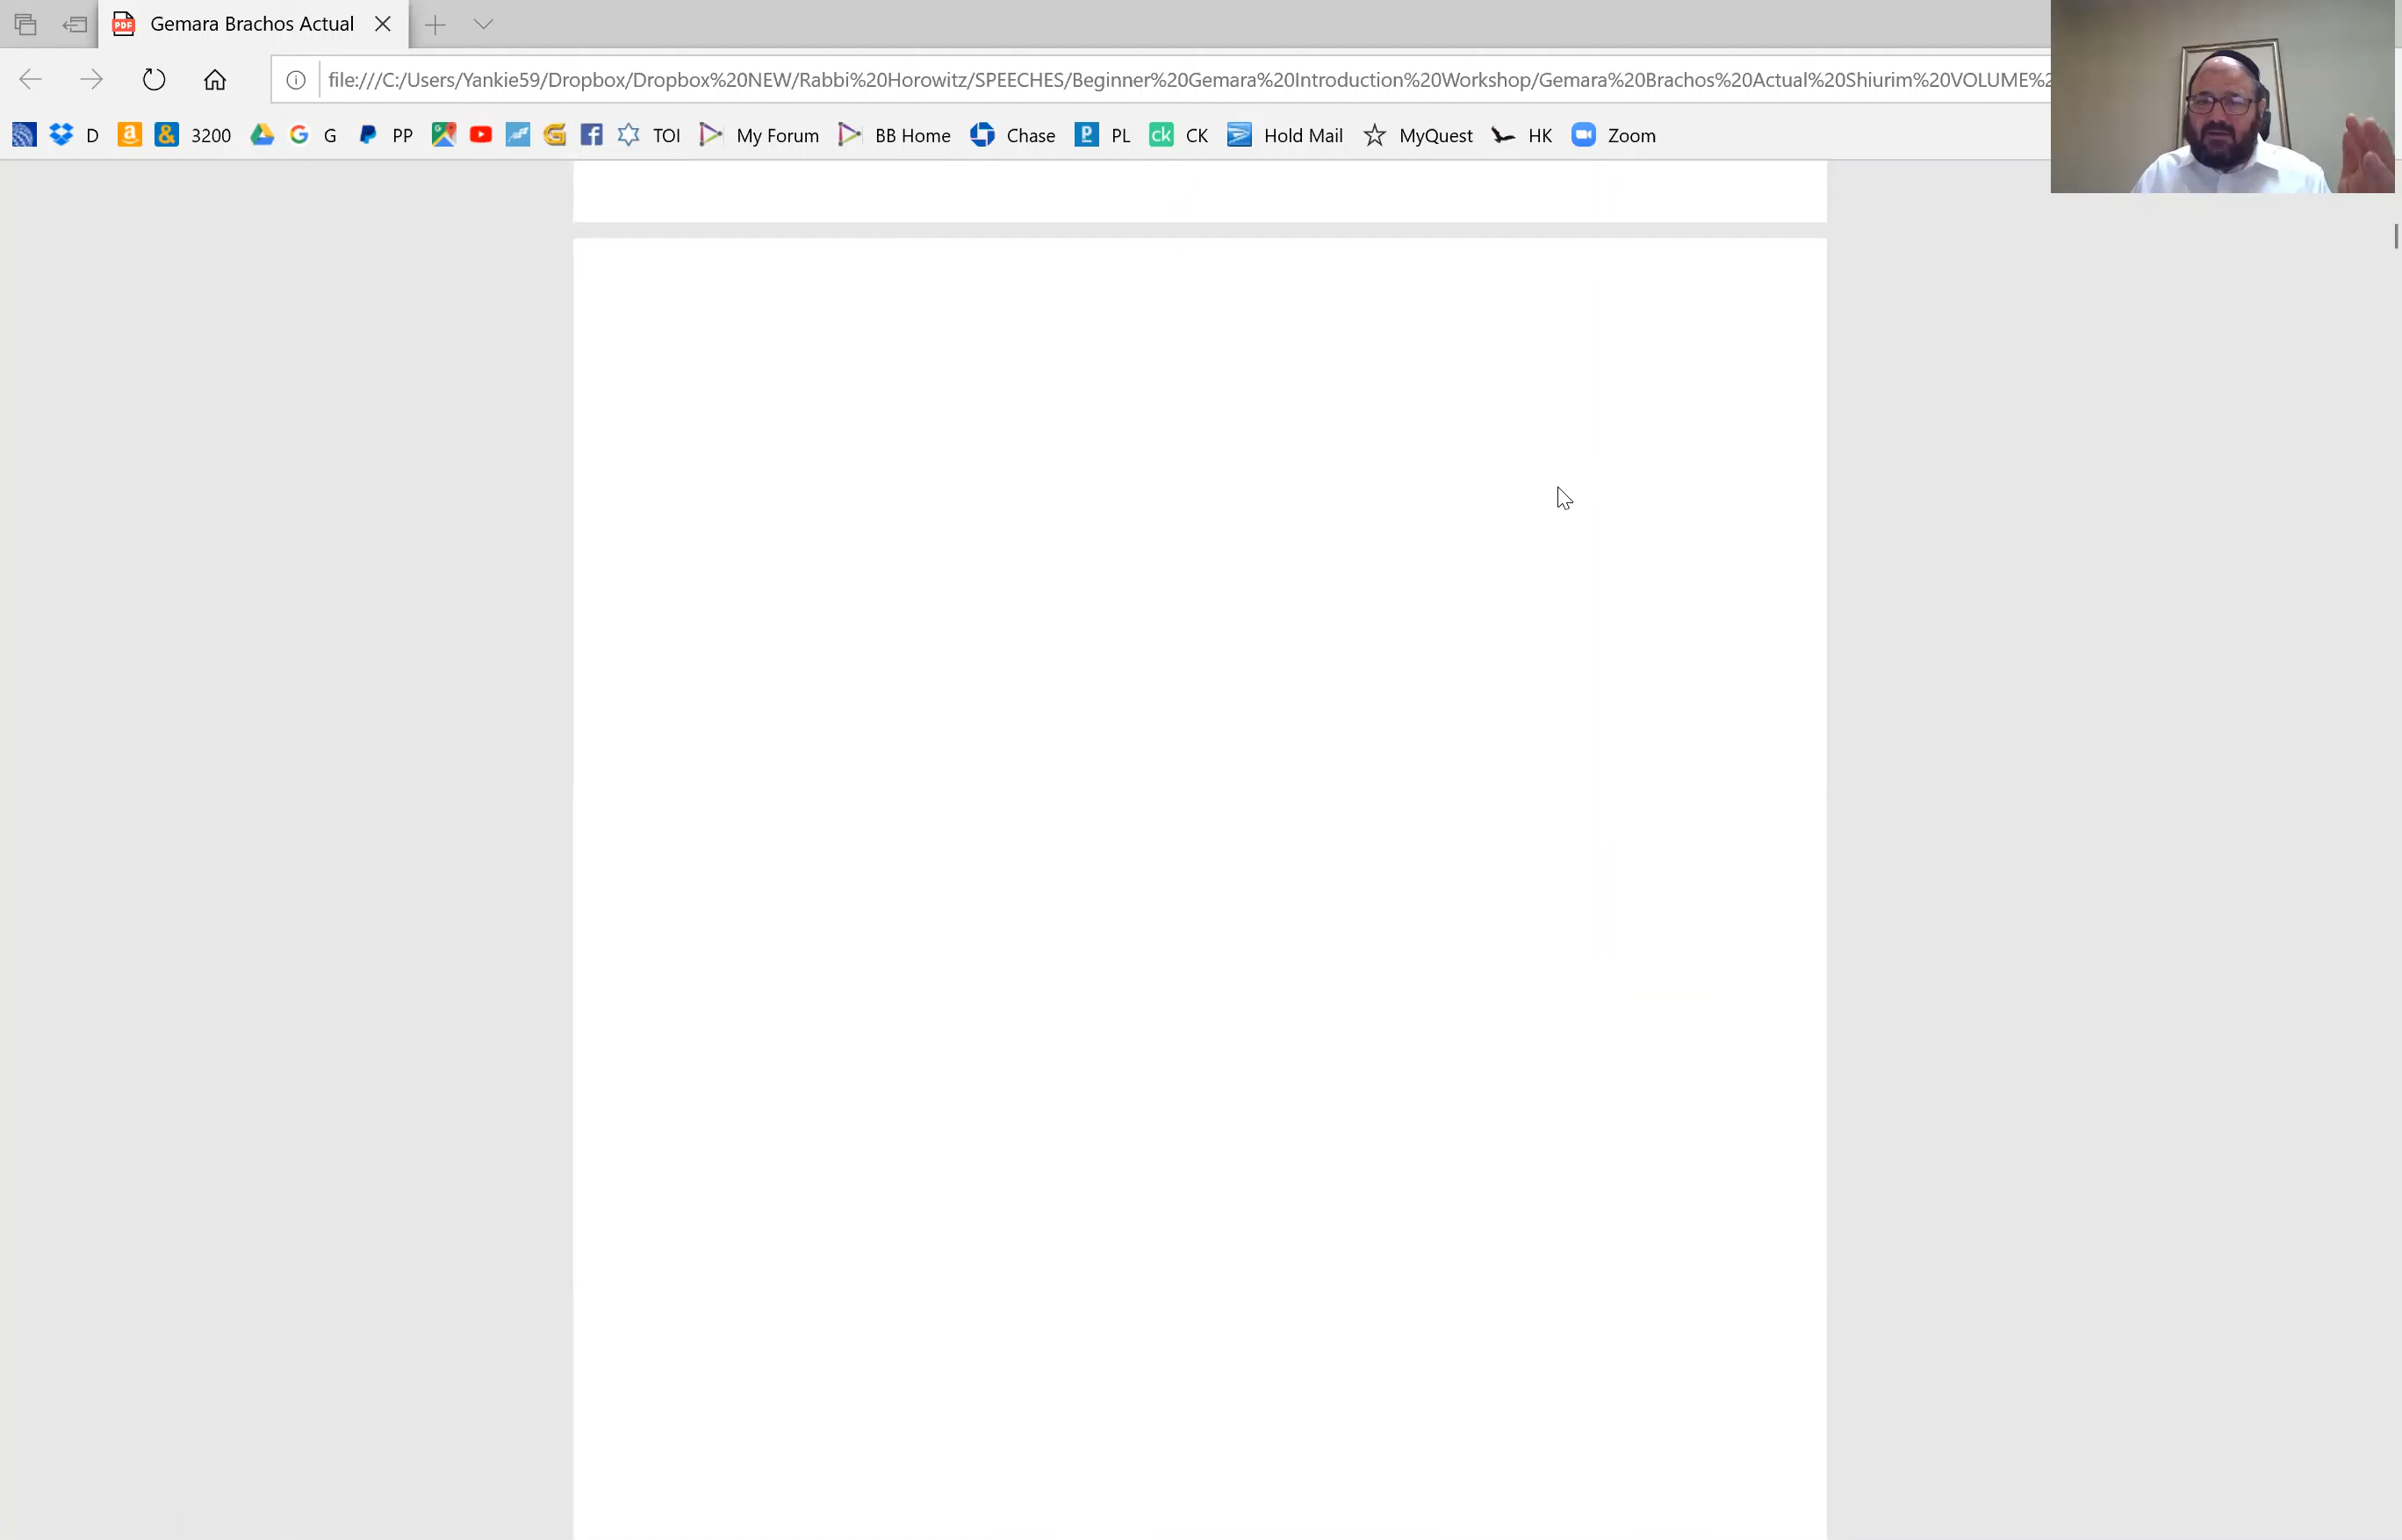 Gemara Brachos Actual
file:///C:/Users/Yankie59/Dropbox/Dropbox%20NEW/Rabbi%20Horowitz/SPEECHES/Beginner%20Gemara%20Introduction%20Workshop/Gemara%20Brachos%20Actual%20Shiurim%20VOLUME%2
D & 3200 G PP TOI My Forum BB Home Chase PL ck CK Hold Mail MyQuest HK Zoom